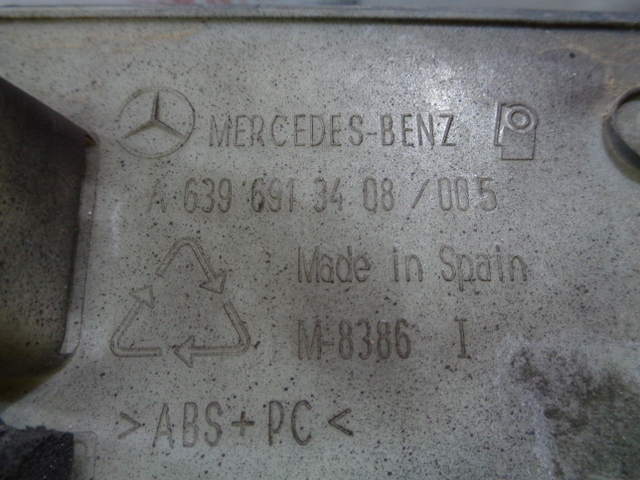 MERCEDES-BENZ
A 639 691 34 08 / 005
Made in Spain
M-8386 I
>ABS+PC<